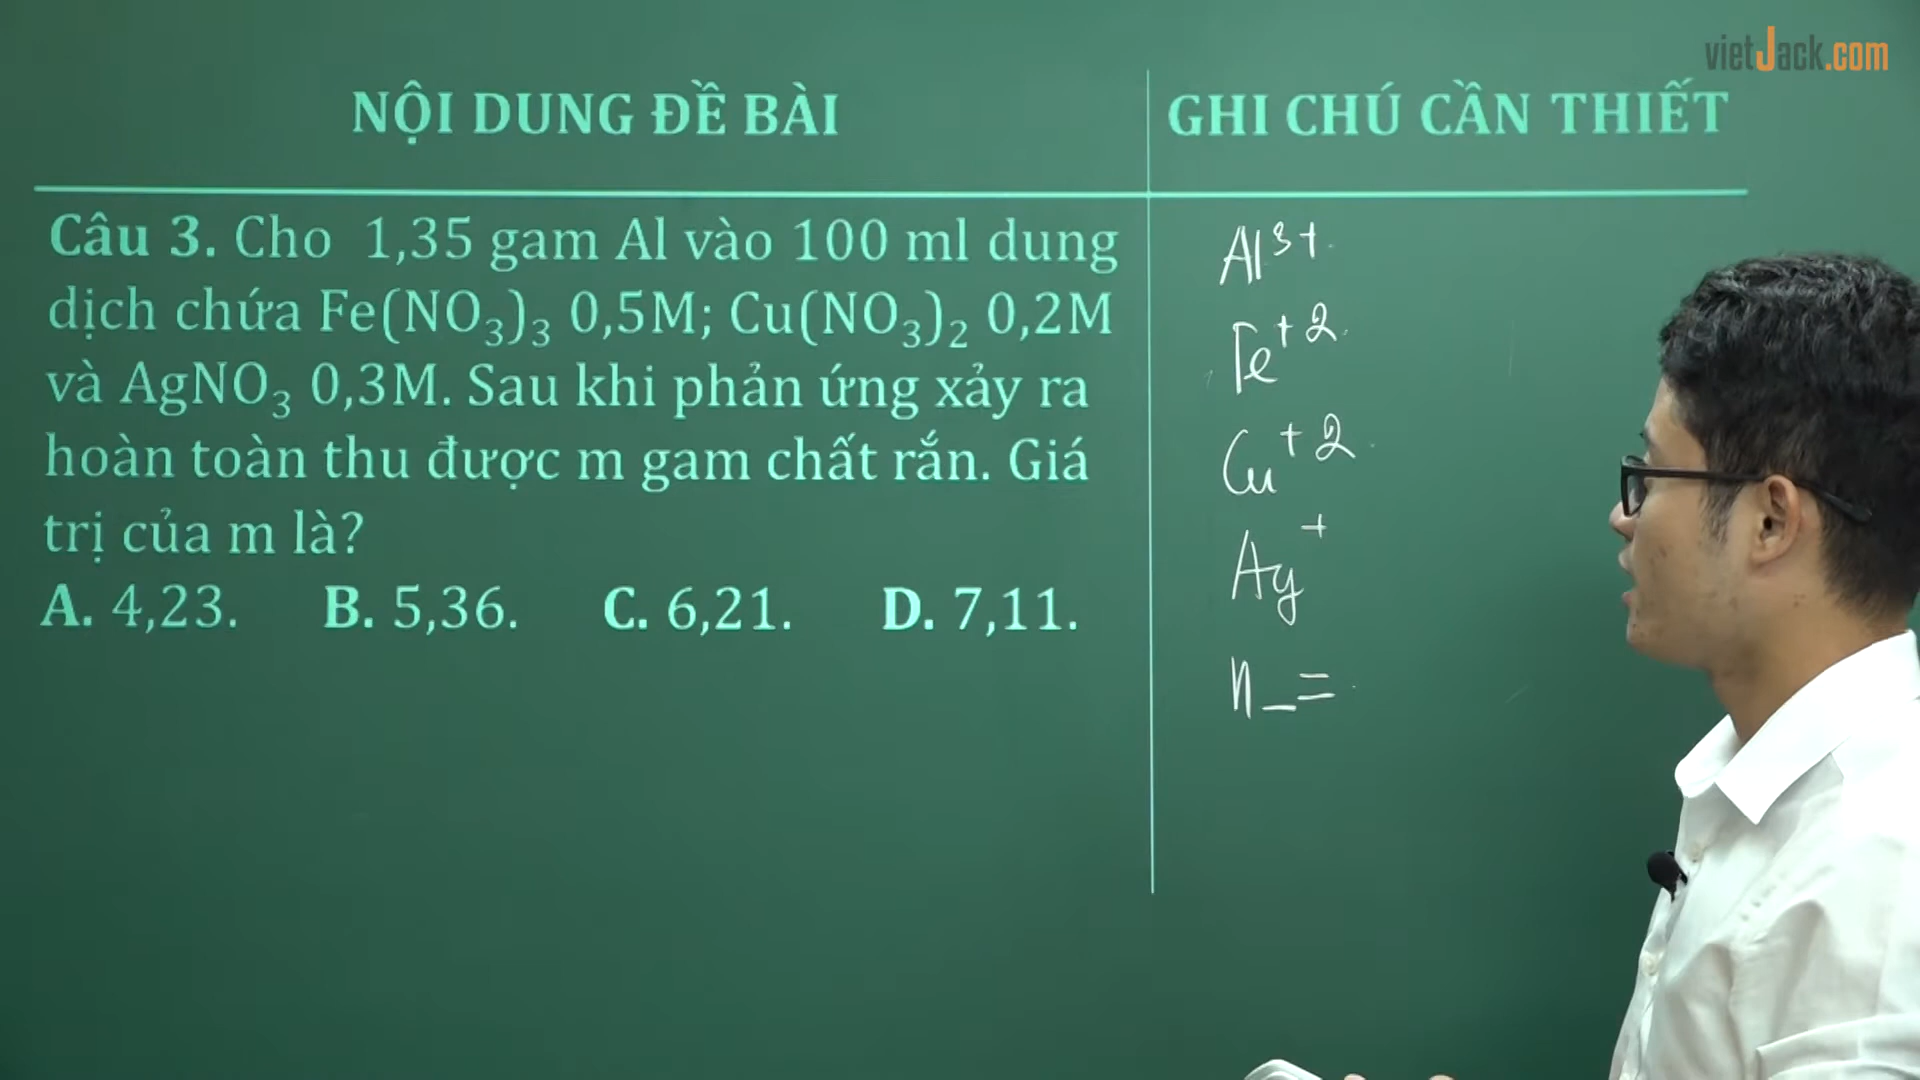 vietJack.com
NỘI DUNG ĐỀ BÀI
GHI CHÚ CẦN THIẾT
Câu 3. Cho 1,35 gam Al vào 100 ml dung
dịch chứa Fe(NO₃)₃ 0,5M; Cu(NO₃)₂ 0,2M
và AgNO₃ 0,3M. Sau khi phản ứng xảy ra
hoàn toàn thu được m gam chất rắn. Giá
trị của m là?
A. 4,23. B. 5,36. C. 6,21. D. 7,11.
Al³⁺
Fe⁺²
Cu⁺²
Ag⁺
n₋ =